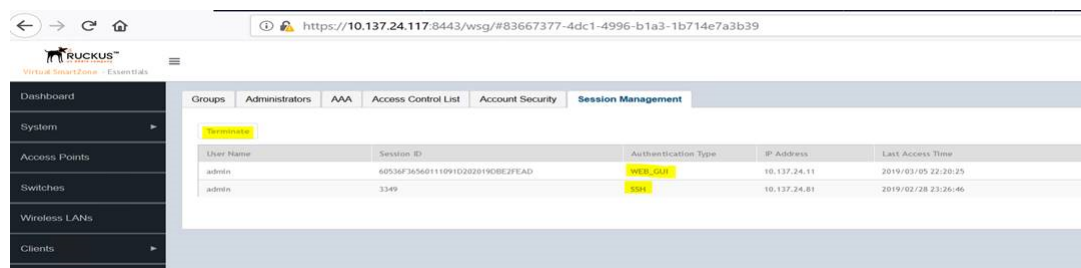 https://10.137.24.117:8443/wsg/#83667377-4dc1-4996-b1a3-1b714e7a3b39
RUCKUS™
Virtual SmartZone - Essentials
Dashboard
Groups Administrators AAA Access Control List Account Security Session Management
System
Terminate
User Name Session ID Authentication Type IP Address Last Access Time
Access Points
admin 60536F36560111091D202019DBE2FEAD WEB_GUI 10.137.24.11 2019/03/05 22:20:25
Switches
admin 3349 SSH 10.137.24.81 2019/02/28 23:26:46
Wireless LANs
Clients